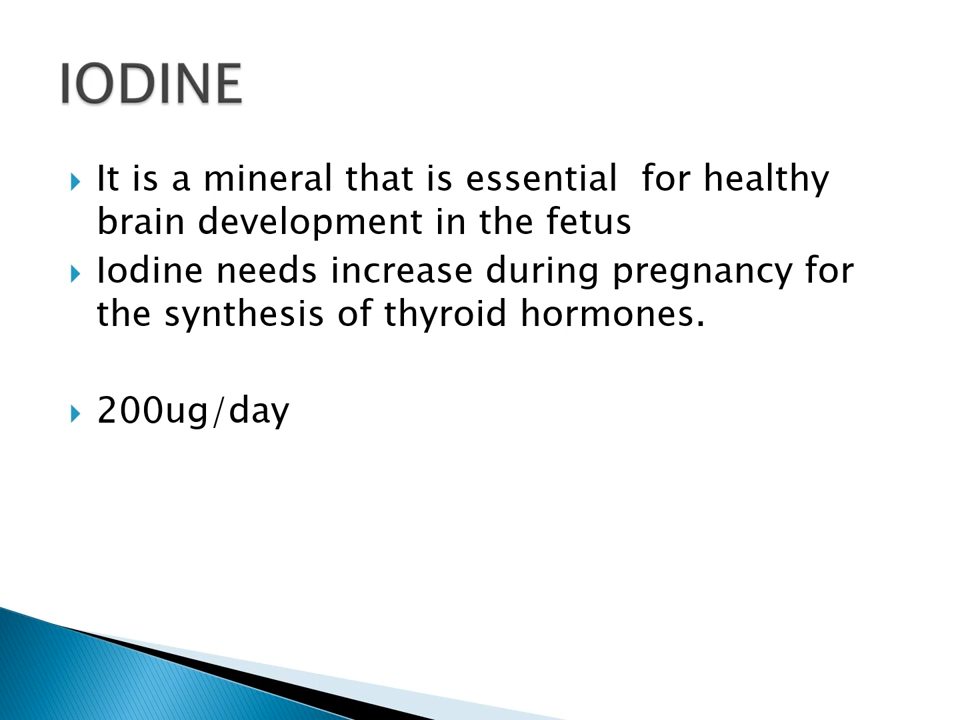 IODINE
It is a mineral that is essential  for healthy
brain development in the fetus
Iodine needs increase during pregnancy for
the synthesis of thyroid hormones.
200ug/day